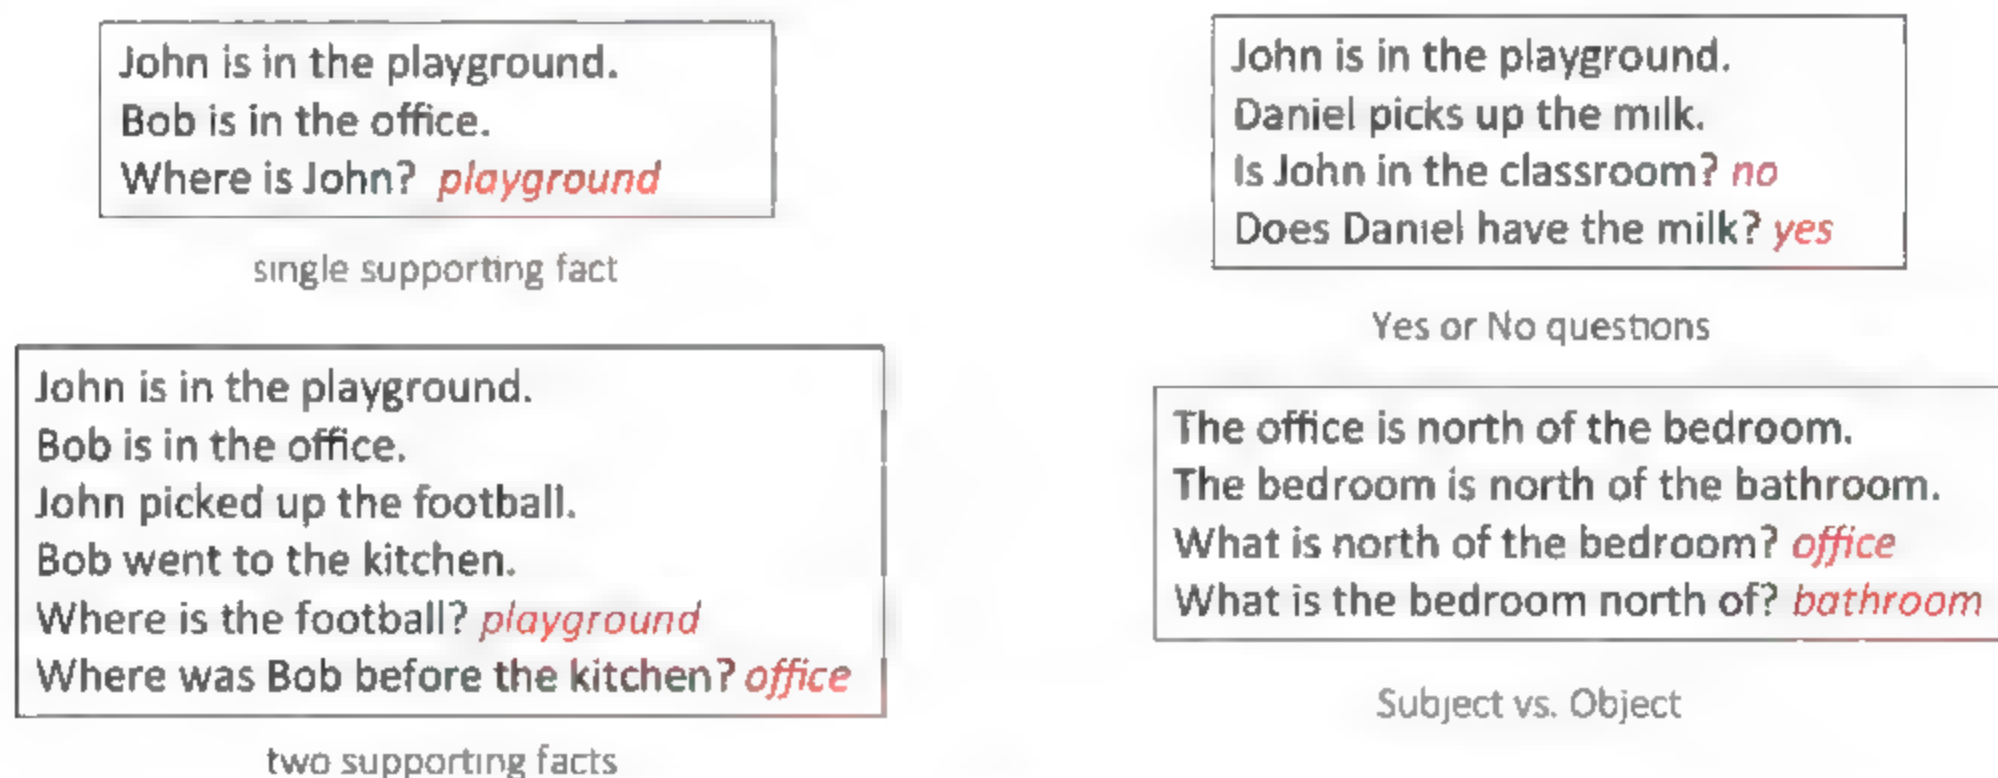 John is in the playground.
Bob is in the office.
Where is John? playground
single supporting fact
John is in the playground.
Bob is in the office.
John picked up the football.
Bob went to the kitchen.
Where is the football? playground
Where was Bob before the kitchen? office
two supporting facts
John is in the playground.
Daniel picks up the milk.
Is John in the classroom? no
Does Daniel have the milk? yes
Yes or No questions
The office is north of the bedroom.
The bedroom is north of the bathroom.
What is north of the bedroom? office
What is the bedroom north of? bathroom
Subject vs. Object